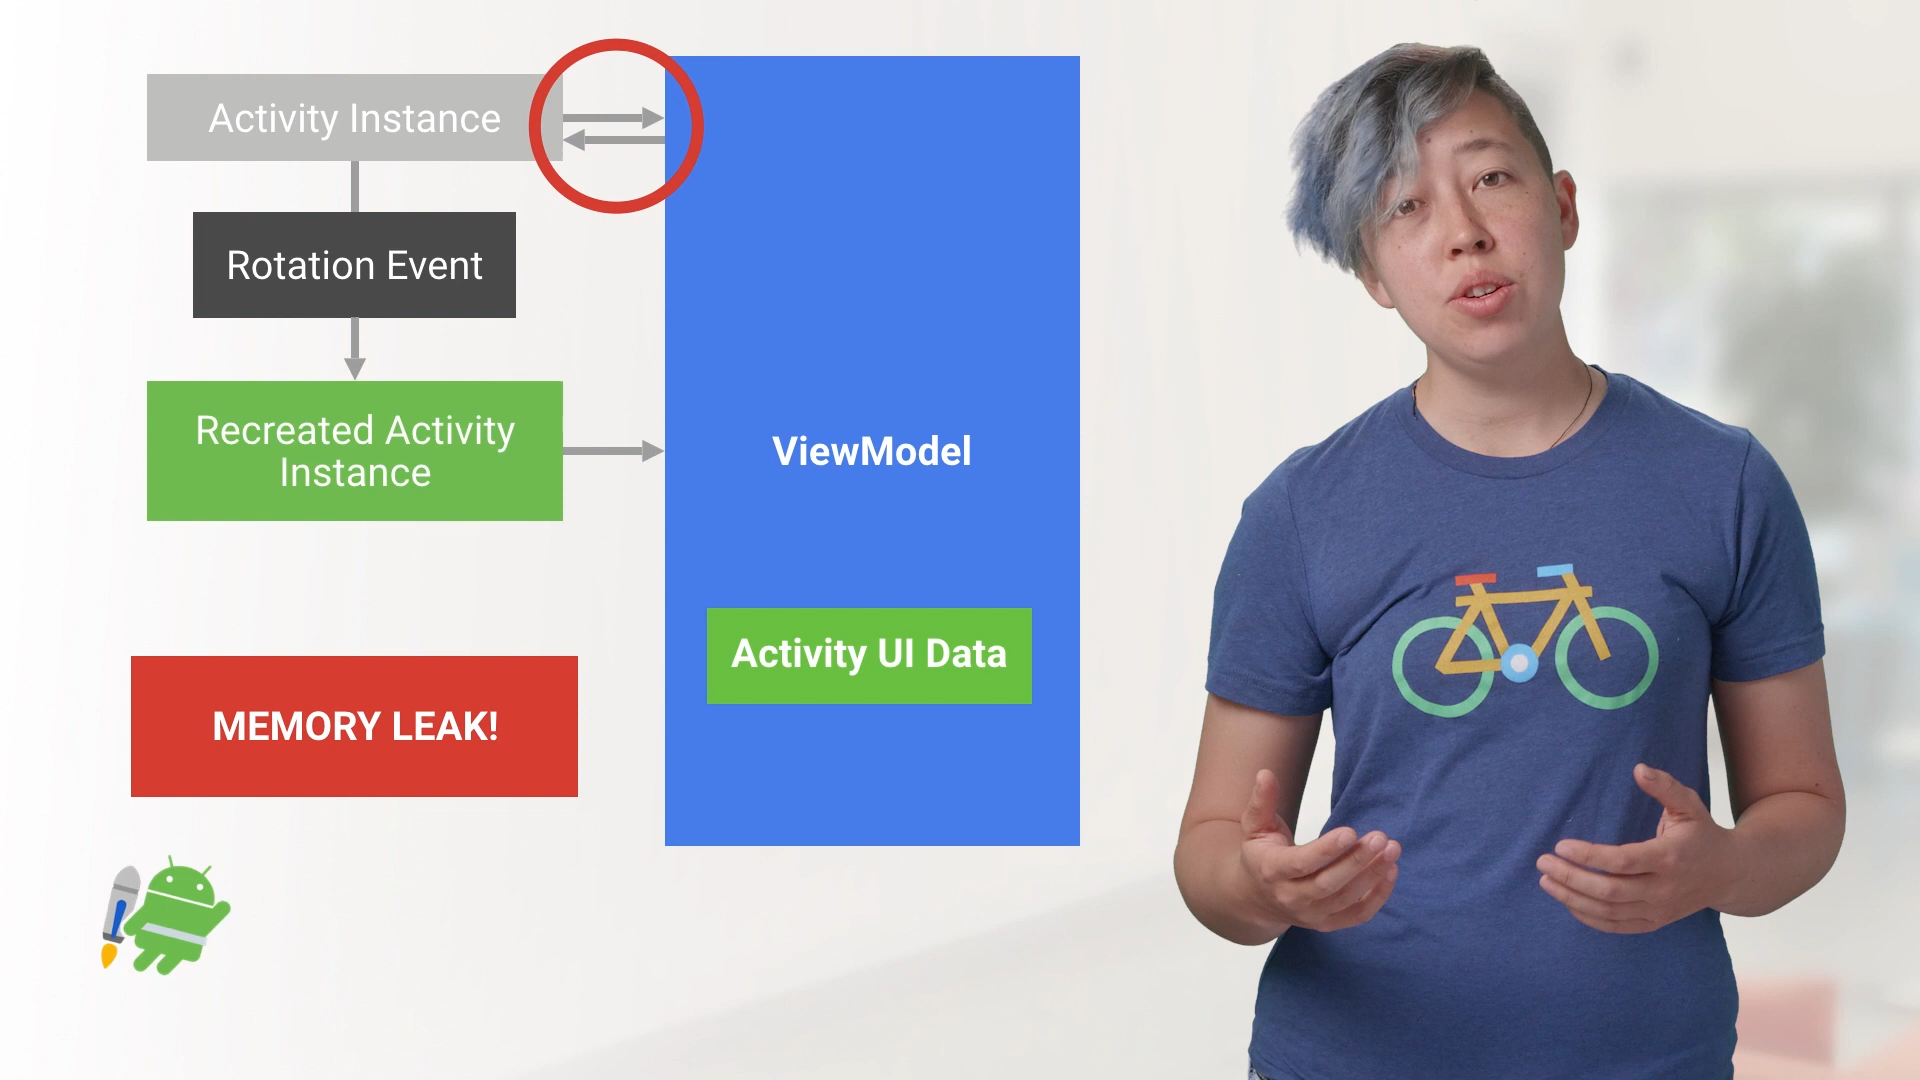 Activity Instance
Rotation Event
Recreated Activity
Instance
ViewModel
Activity UI Data
MEMORY LEAK!